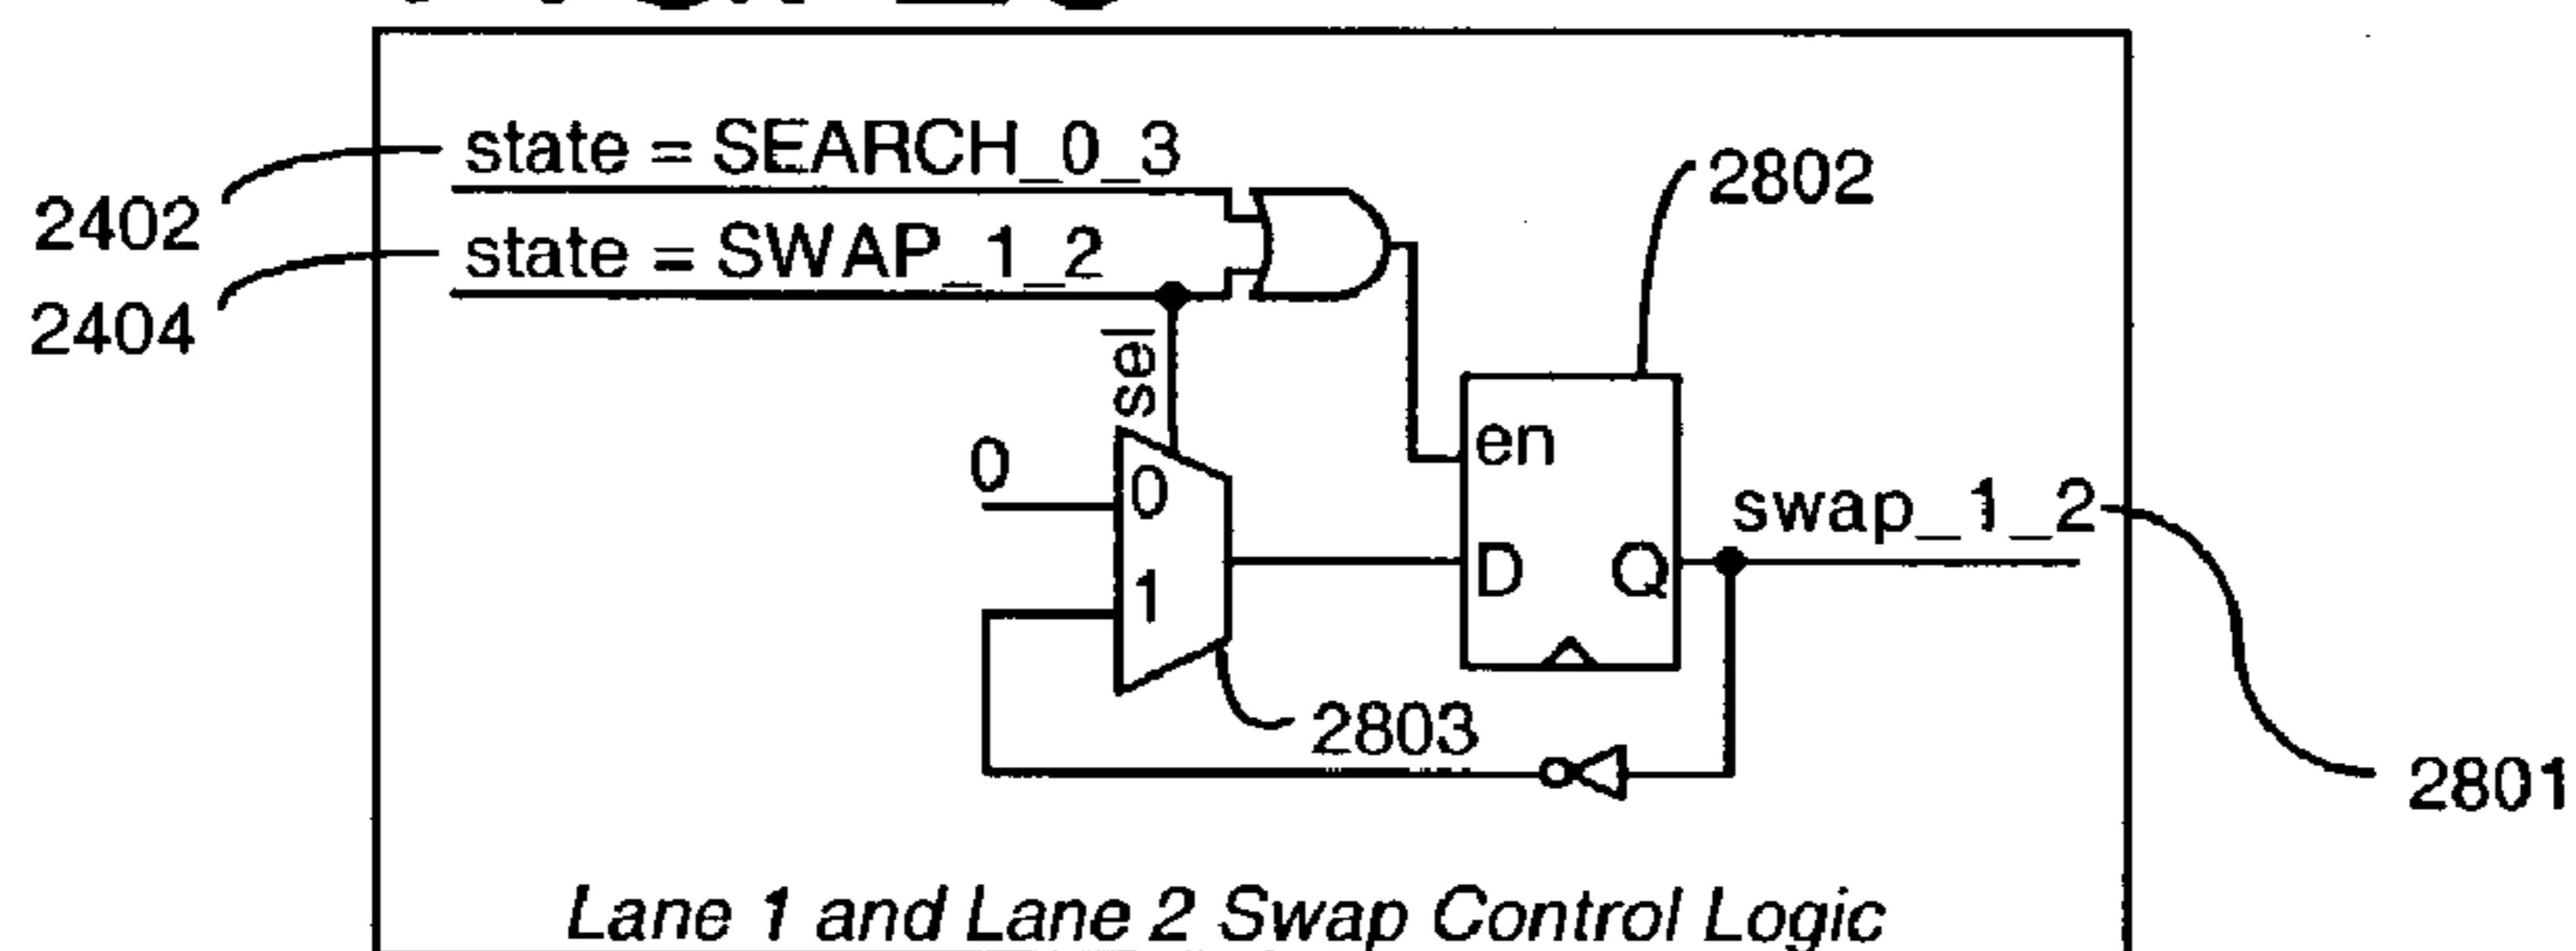 state = SEARCH_0_3
2802
2402
state = SWAP_1_2
2404
sel
en
0
0
swap_1_2
D
Q
1
2803
2801
Lane 1 and Lane 2 Swap Control Logic